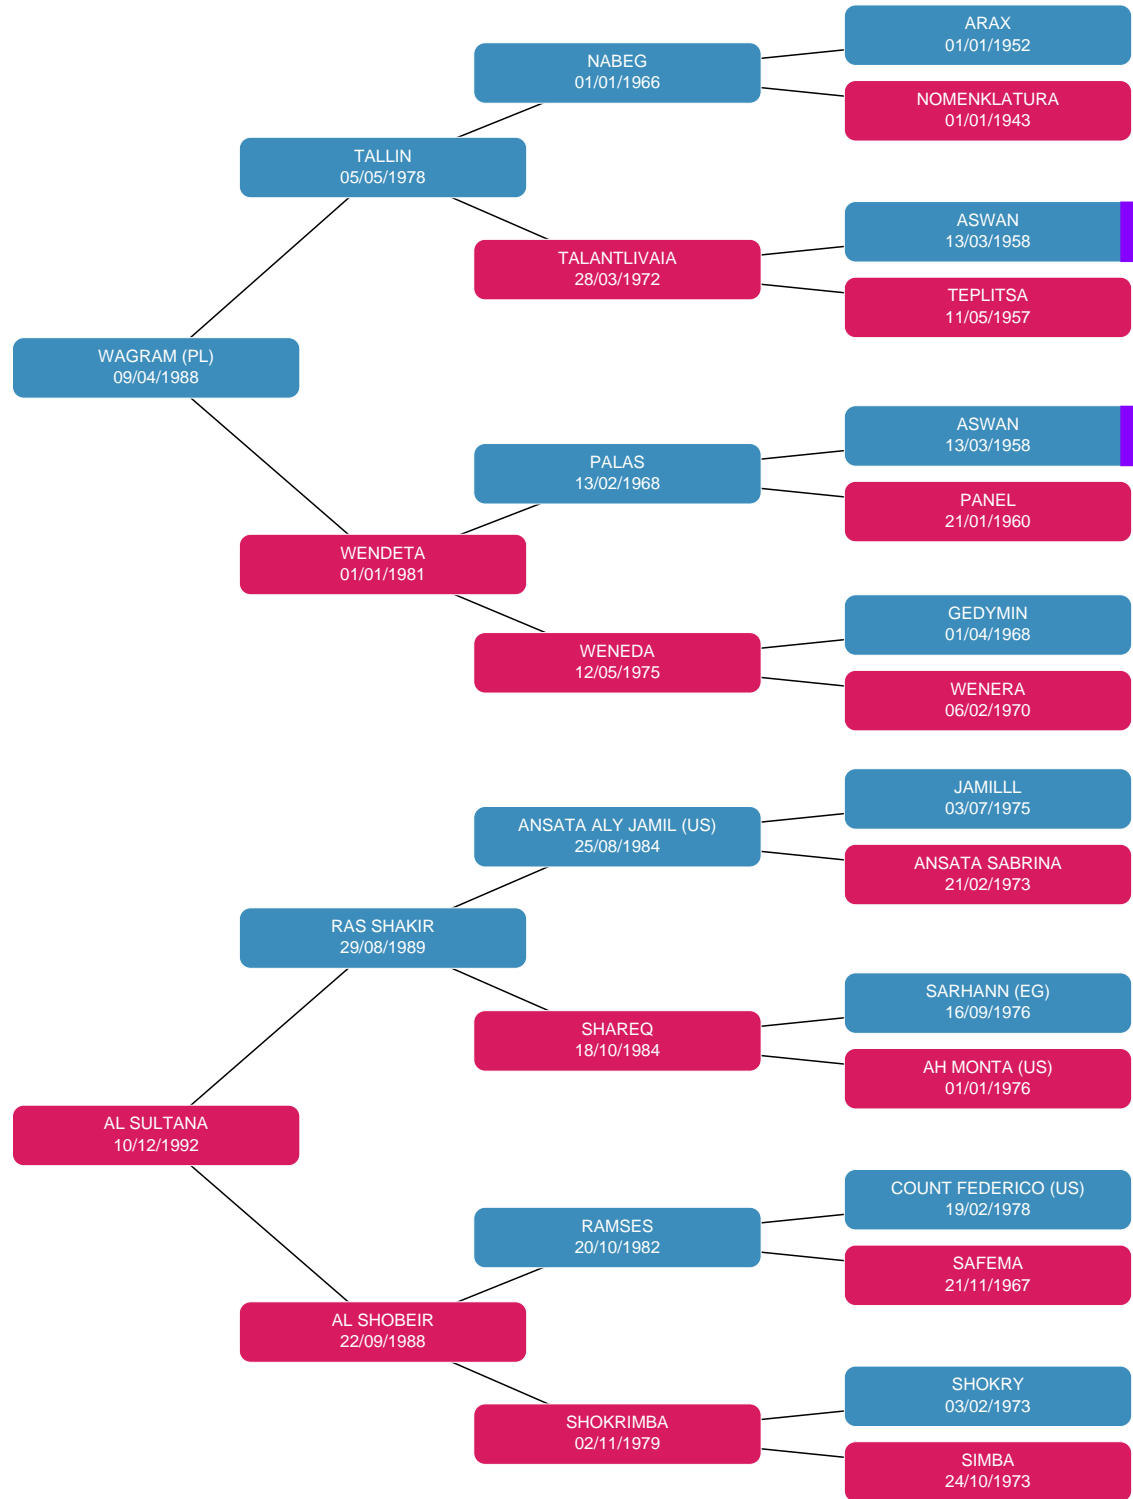 ARAX
01/01/1952
NABEG
01/01/1966
NOMENKLATURA
01/01/1943
TALLIN
05/05/1978
ASWAN
13/03/1958
TALANTLIVAIA
28/03/1972
TEPLITSA
11/05/1957
WAGRAM (PL)
09/04/1988
ASWAN
13/03/1958
PALAS
13/02/1968
PANEL
21/01/1960
WENDETA
01/01/1981
GEDYMIN
01/04/1968
WENEDA
12/05/1975
WENERA
06/02/1970
JAMILLL
03/07/1975
ANSATA ALY JAMIL (US)
25/08/1984
ANSATA SABRINA
21/02/1973
RAS SHAKIR
29/08/1989
SARHANN (EG)
16/09/1976
SHAREQ
18/10/1984
AH MONTA (US)
01/01/1976
AL SULTANA
10/12/1992
COUNT FEDERICO (US)
19/02/1978
RAMSES
20/10/1982
SAFEMA
21/11/1967
AL SHOBEIR
22/09/1988
SHOKRY
03/02/1973
SHOKRIMBA
02/11/1979
SIMBA
24/10/1973